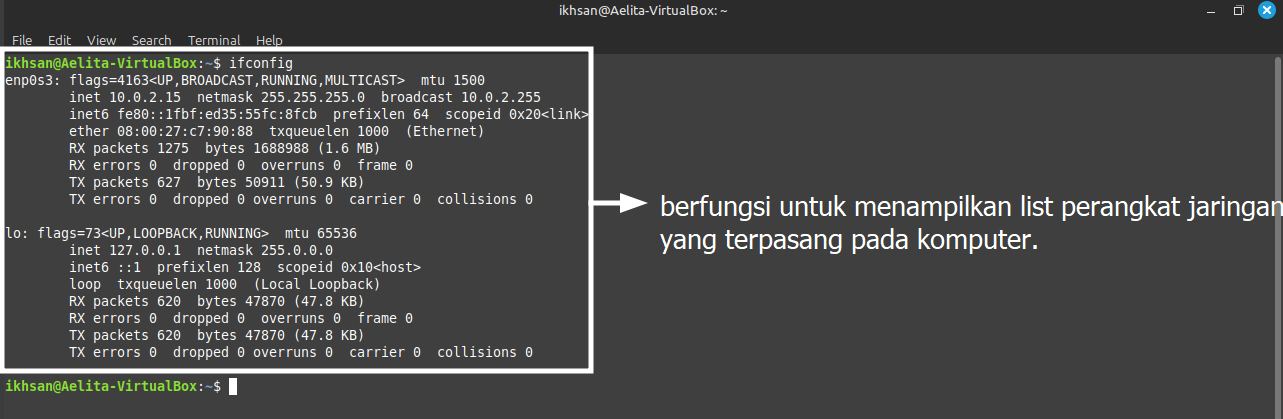 ikhsan@Aelita-VirtualBox: ~
File Edit View Search Terminal Help
ikhsan@Aelita-VirtualBox:~$ ifconfig
enp0s3: flags=4163<UP,BROADCAST,RUNNING,MULTICAST>  mtu 1500
        inet 10.0.2.15  netmask 255.255.255.0  broadcast 10.0.2.255
        inet6 fe80::1fbf:ed35:55fc:8fcb  prefixlen 64  scopeid 0x20<link>
        ether 08:00:27:c7:90:88  txqueuelen 1000  (Ethernet)
        RX packets 1275  bytes 1688988 (1.6 MB)
        RX errors 0  dropped 0  overruns 0  frame 0
        TX packets 627  bytes 50911 (50.9 KB)
        TX errors 0  dropped 0 overruns 0  carrier 0  collisions 0
lo: flags=73<UP,LOOPBACK,RUNNING>  mtu 65536
        inet 127.0.0.1  netmask 255.0.0.0
        inet6 ::1  prefixlen 128  scopeid 0x10<host>
        loop  txqueuelen 1000  (Local Loopback)
        RX packets 620  bytes 47870 (47.8 KB)
        RX errors 0  dropped 0  overruns 0  frame 0
        TX packets 620  bytes 47870 (47.8 KB)
        TX errors 0  dropped 0 overruns 0  carrier 0  collisions 0
ikhsan@Aelita-VirtualBox:~$
berfungsi untuk menampilkan list perangkat jaringan
yang terpasang pada komputer.